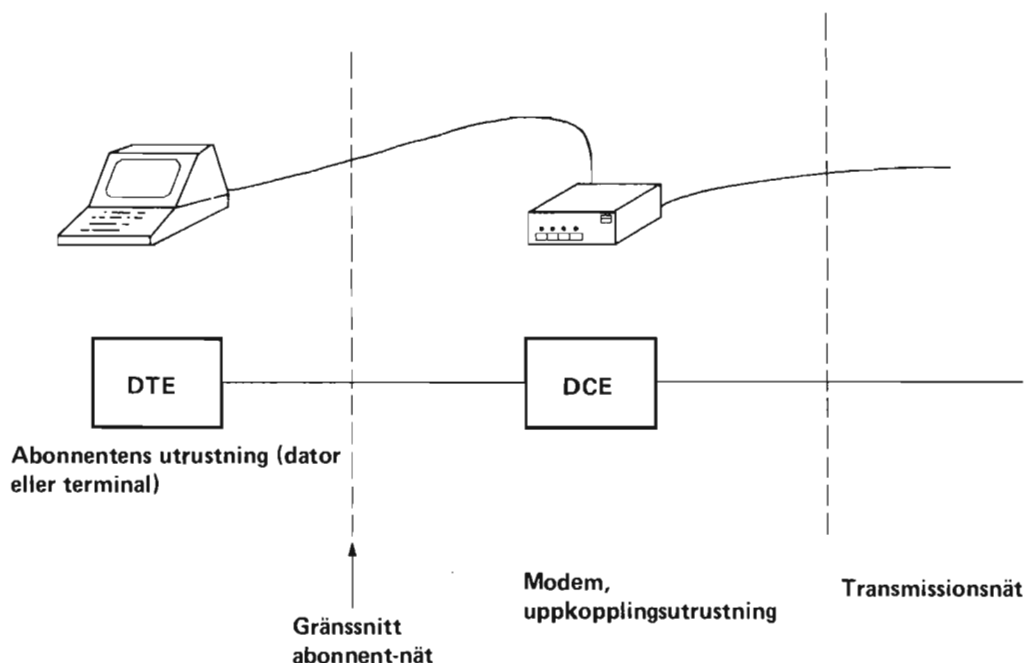 DTE
DCE
Abonnentens utrustning (dator
eller terminal)
Gränssnitt
abonnent-nät
Modem,
uppkopplingsutrustning
Transmissionsnät